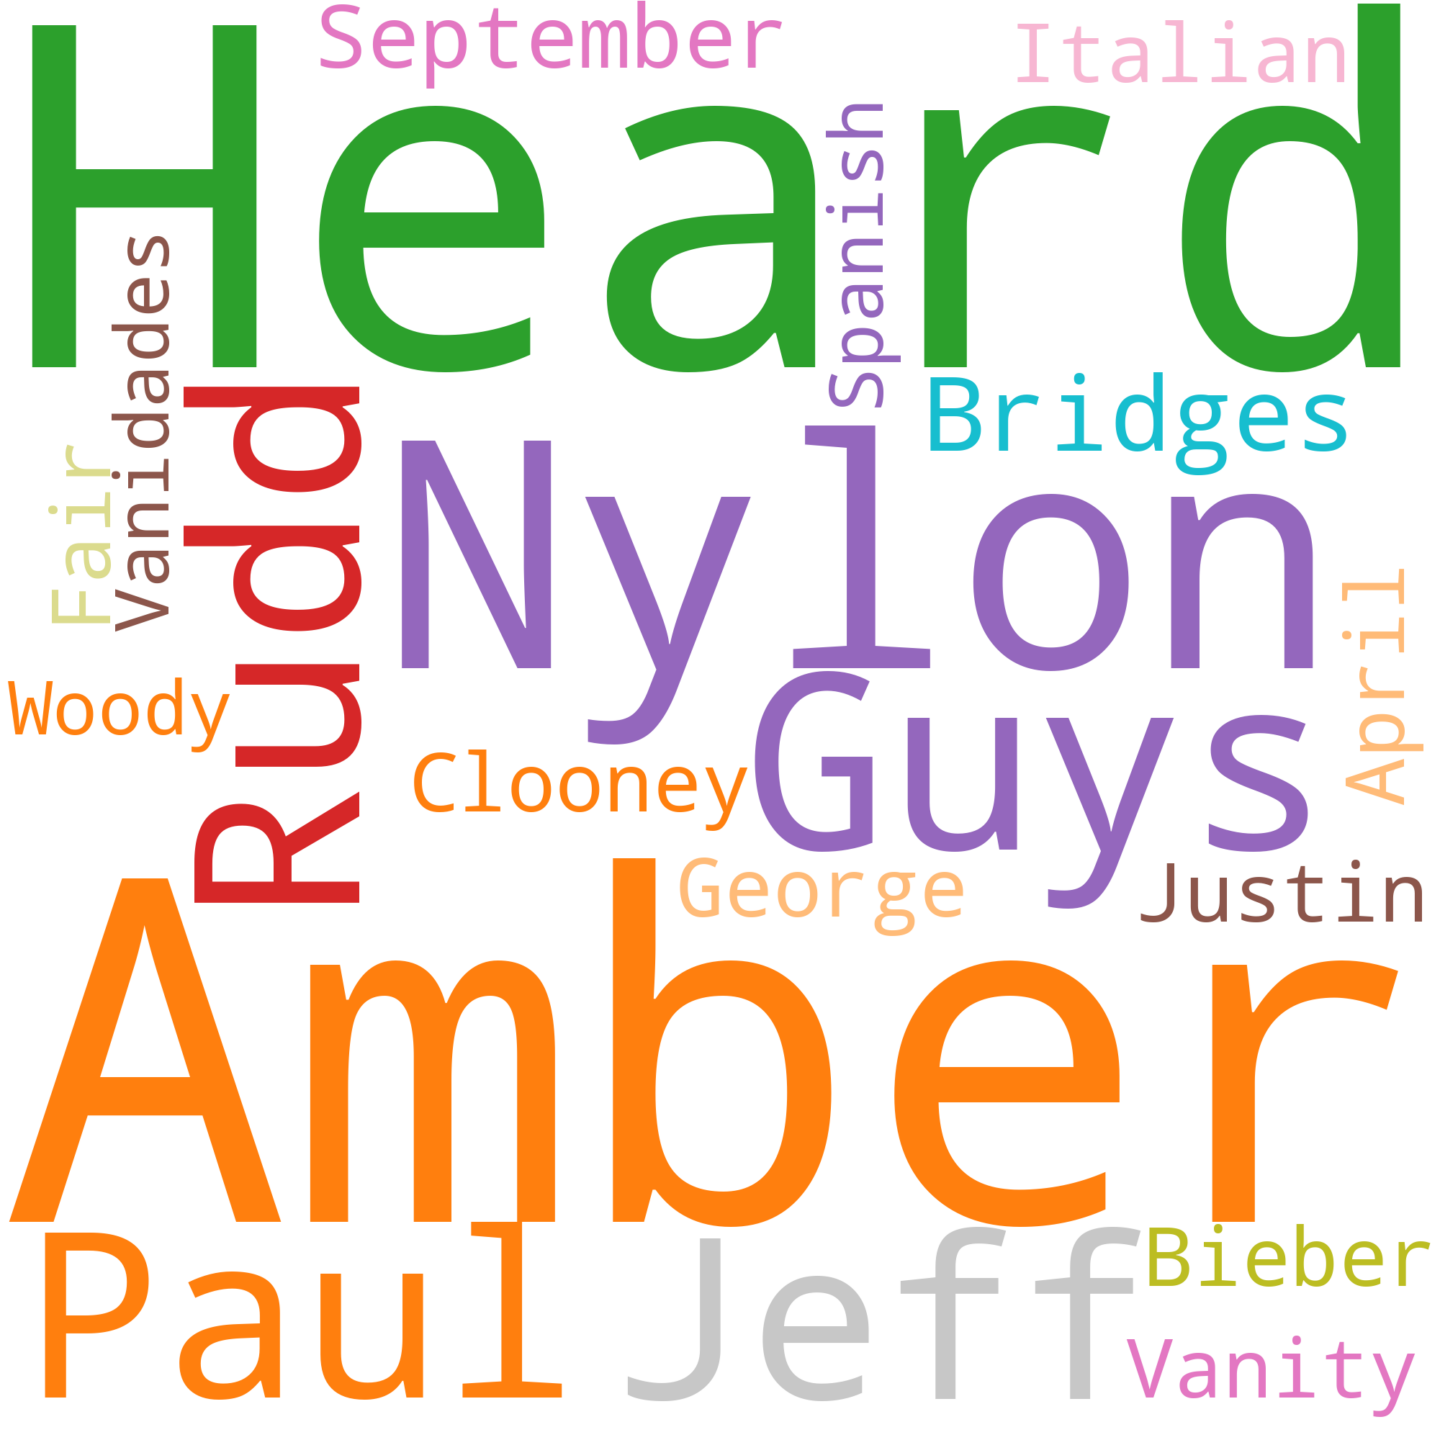 September
Italian
Heard
Spanish
Vanidades
Fair
Rudd
Bridges
Nylon
April
Woody
Clooney
Guys
George
Justin
Amber
Paul
Jeff
Bieber
Vanity